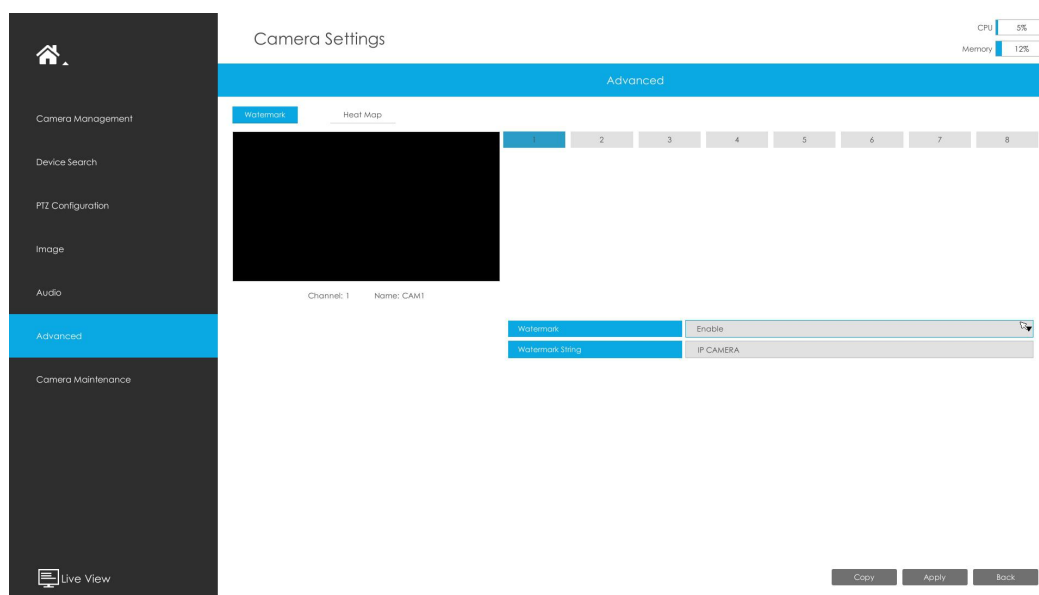 Camera Settings
CPU 5%
Memory 12%
Advanced
Camera Management
Device Search
PTZ Configuration
Image
Audio
Advanced
Camera Maintenance
Live View
Watermark Heat Map
1 2 3 4 5 6 7 8
Channel: 1 Name: CAM1
Watermark Enable
Watermark String IP CAMERA
Copy Apply Back